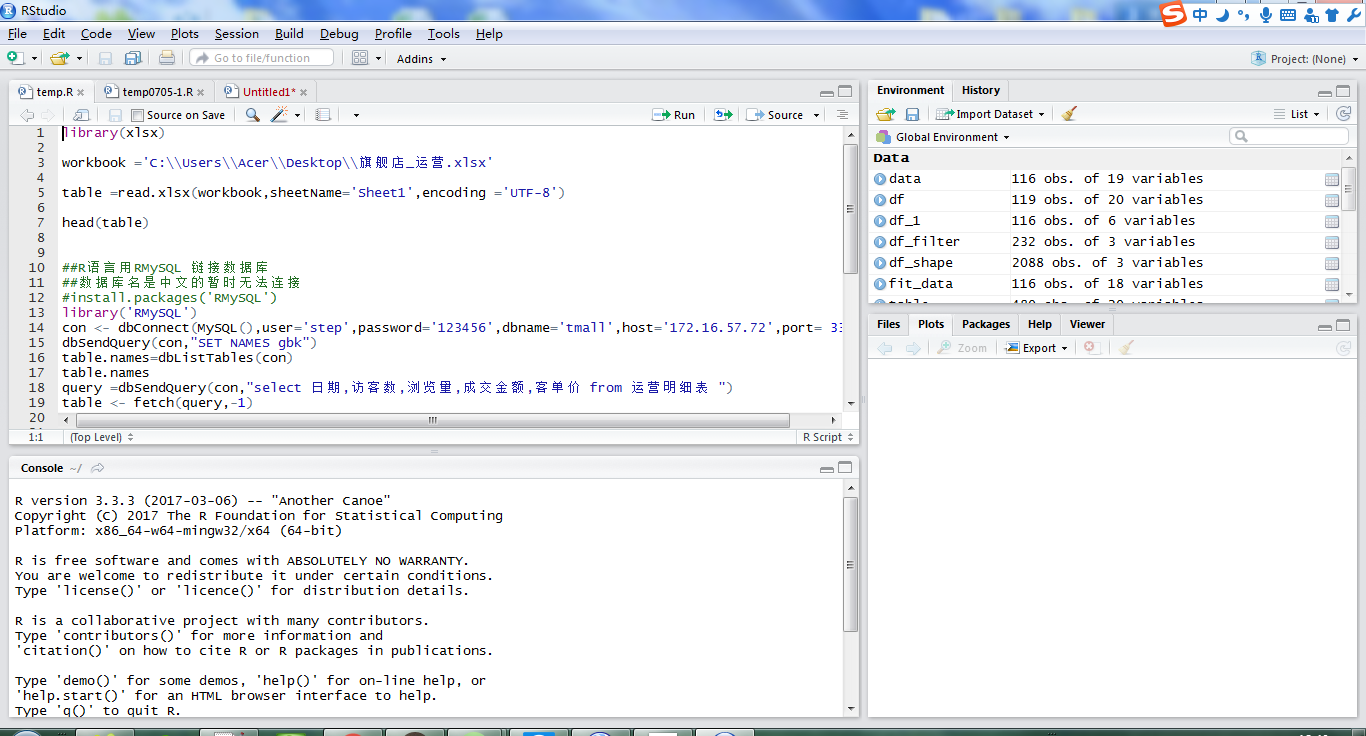 RStudio
中
File Edit Code View Plots Session Build Debug Profile Tools Help
Go to file/function Addins Project: (None)
temp.R temp0705-1.R Untitled1*
Source on Save Run Source
1 library(xlsx)
2
3 workbook ='C:\\Users\\Acer\\Desktop\\旗舰店_运营.xlsx'
4
5 table =read.xlsx(workbook,sheetName='Sheet1',encoding ='UTF-8')
6
7 head(table)
8
9
10 ##R语言用RMySQL 链接数据库
11 ##数据库名是中文的暂时无法连接
12 #install.packages('RMySQL')
13 library('RMySQL')
14 con <- dbConnect(MySQL(),user='step',password='123456',dbname='tmall',host='172.16.57.72',port= 33
15 dbSendQuery(con,"SET NAMES gbk")
16 table.names=dbListTables(con)
17 table.names
18 query =dbSendQuery(con,"select 日期,访客数,浏览量,成交金额,客单价 from 运营明细表 ")
19 table <- fetch(query,-1)
20
1:1 (Top Level) R Script
Console ~/
R version 3.3.3 (2017-03-06) -- "Another Canoe"
Copyright (C) 2017 The R Foundation for Statistical Computing
Platform: x86_64-w64-mingw32/x64 (64-bit)
R is free software and comes with ABSOLUTELY NO WARRANTY.
You are welcome to redistribute it under certain conditions.
Type 'license()' or 'licence()' for distribution details.
R is a collaborative project with many contributors.
Type 'contributors()' for more information and
'citation()' on how to cite R or R packages in publications.
Type 'demo()' for some demos, 'help()' for on-line help, or
'help.start()' for an HTML browser interface to help.
Type 'q()' to quit R.
Environment History
Import Dataset List
Global Environment
Data
data 116 obs. of 19 variables
df 119 obs. of 20 variables
df_1 116 obs. of 6 variables
df_filter 232 obs. of 3 variables
df_shape 2088 obs. of 3 variables
fit_data 116 obs. of 18 variables
Files Plots Packages Help Viewer
Zoom Export